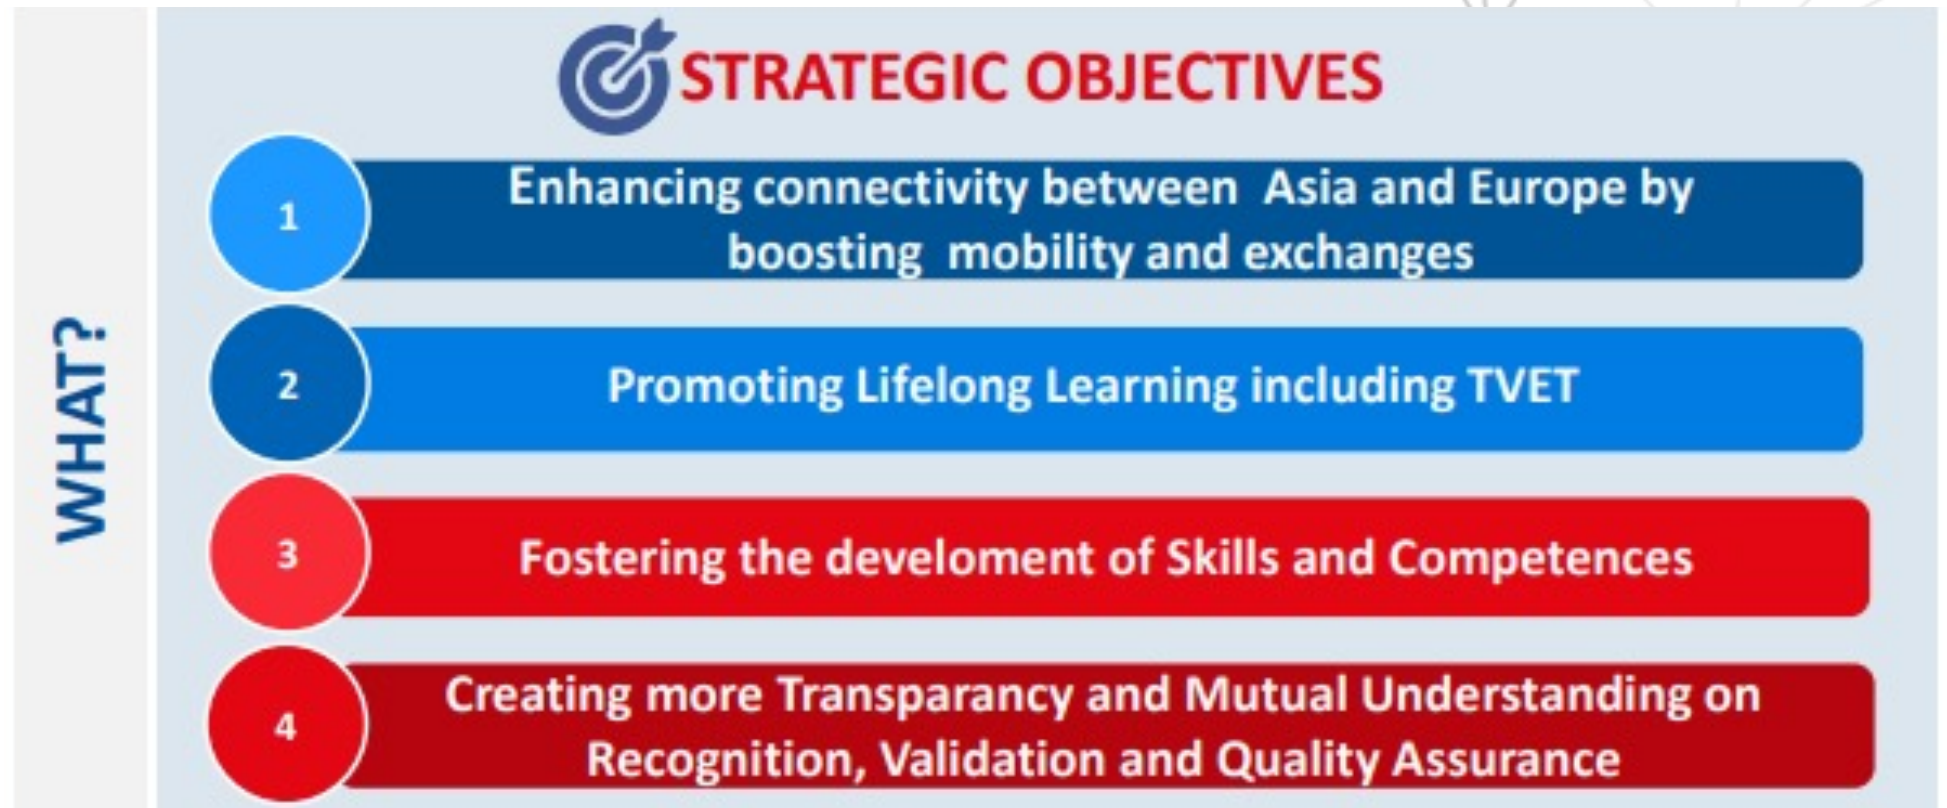 WHAT?
STRATEGIC OBJECTIVES
1
Enhancing connectivity between Asia and Europe by
boosting mobility and exchanges
2
Promoting Lifelong Learning including TVET
3
Fostering the develoment of Skills and Competences
4
Creating more Transparancy and Mutual Understanding on
Recognition, Validation and Quality Assurance